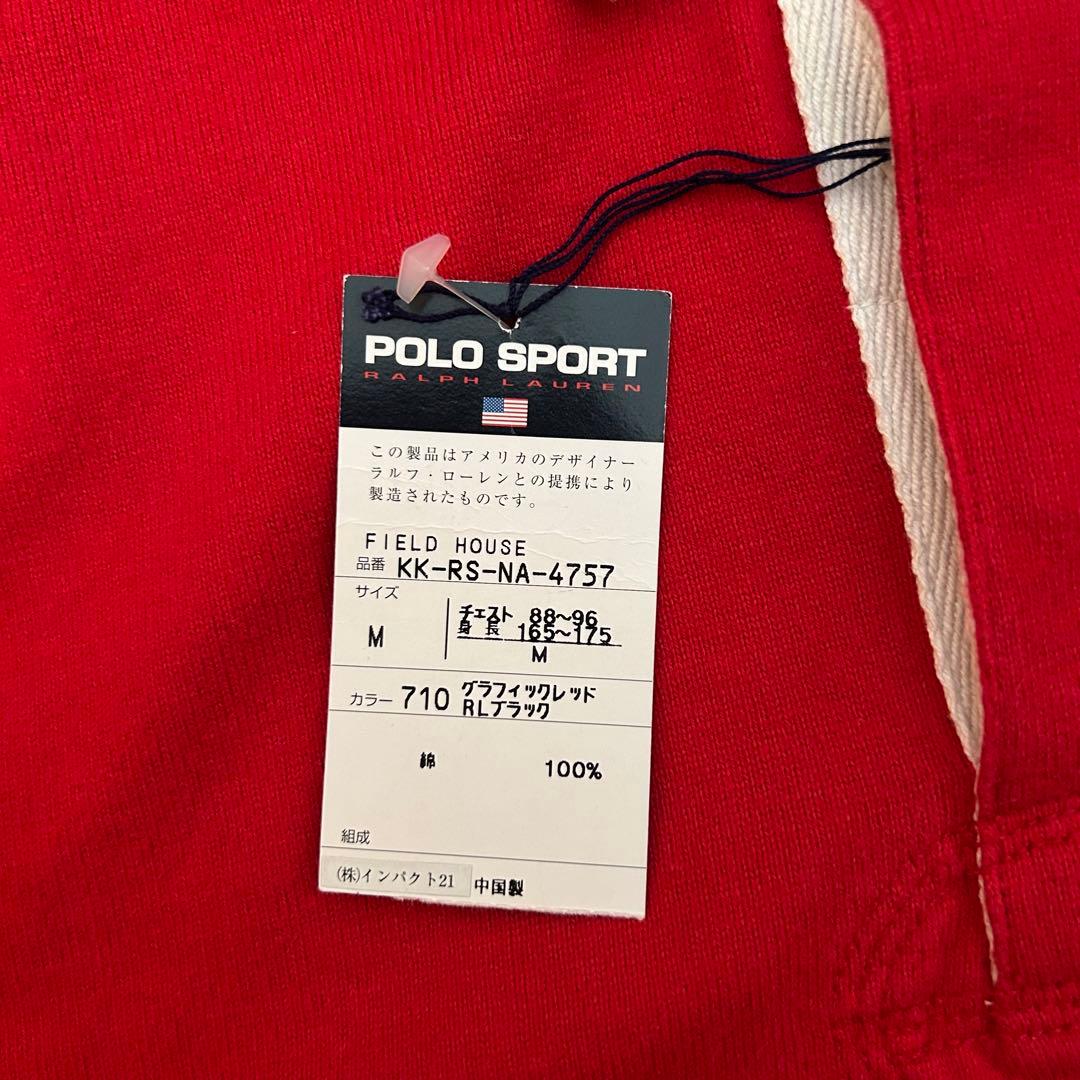 POLO SPORT
RALPH LAUREN
この製品はアメリカのデザイナー
ラルフ・ローレンとの提携により
製造されたものです。
FIELD HOUSE
品番 KK-RS-NA-4757
サイズ
M
チェスト 88~96
身長 165~175
M
カラー 710 グラフィックレッド
RLブラック
綿 100%
組成
(株)インパクト21 中国製